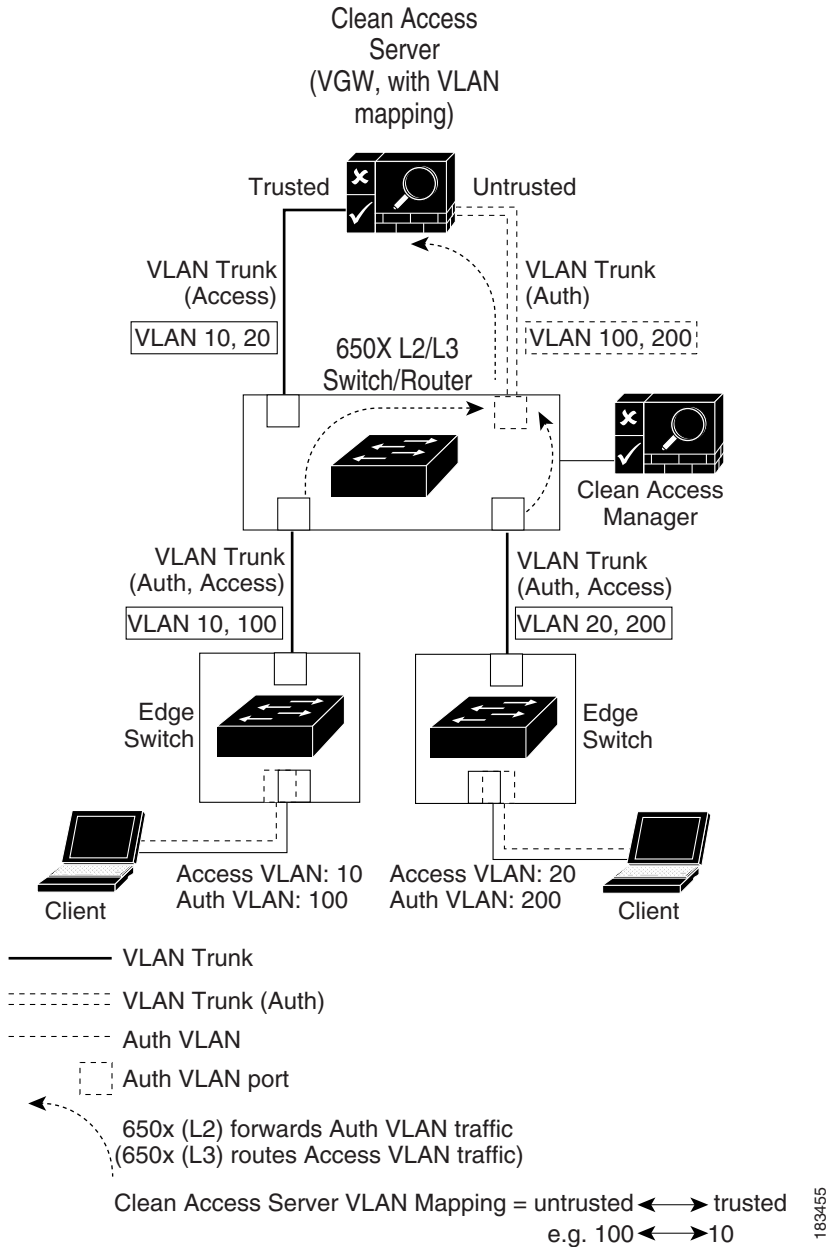 Clean Access
Server
(VGW, with VLAN
mapping)
Trusted
Untrusted
VLAN Trunk
(Access)
VLAN Trunk
(Auth)
VLAN 10, 20
VLAN 100, 200
650X L2/L3
Switch/Router
Clean Access
Manager
VLAN Trunk
(Auth, Access)
VLAN Trunk
(Auth, Access)
VLAN 10, 100
VLAN 20, 200
Edge
Switch
Edge
Switch
Access VLAN: 10
Auth VLAN: 100
Access VLAN: 20
Auth VLAN: 200
Client
Client
VLAN Trunk
VLAN Trunk (Auth)
Auth VLAN
Auth VLAN port
650x (L2) forwards Auth VLAN traffic
(650x (L3) routes Access VLAN traffic)
Clean Access Server VLAN Mapping = untrusted ◄──► trusted
e.g. 100 ◄──►10
183455